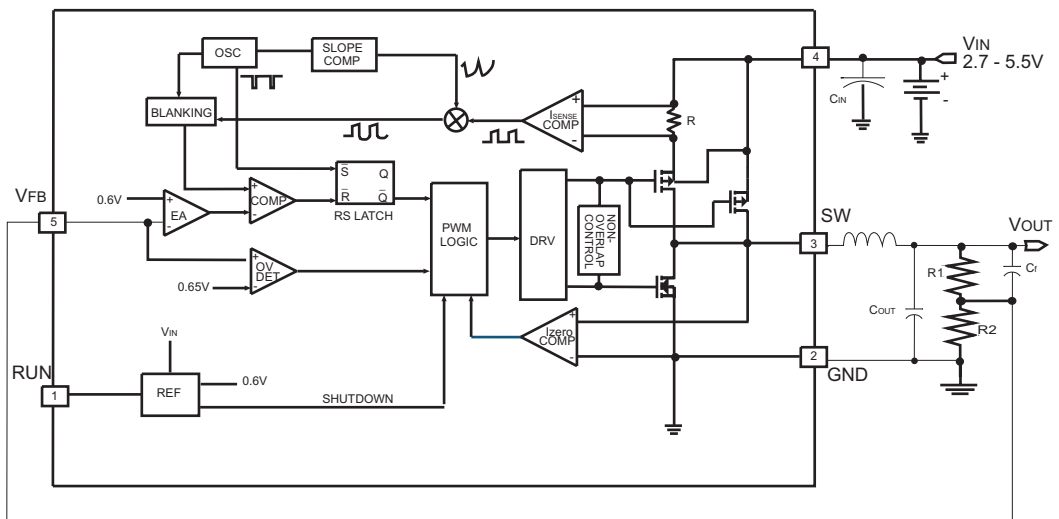 OSC
SLOPE
COMP
VIN
2.7 - 5.5V
4
+
-
CIN
BLANKING
+
ISENSE
COMP
-
R
VFB
5
0.6V
+
EA
-
+
COMP
-
S
Q
R
Q
RS LATCH
PWM
LOGIC
DRV
NON-
OVERLAP
CONTROL
SW
3
VOUT
R1
Cf
COUT
R2
+
OV
DET
-
0.65V
+
Izero
COMP
-
2
GND
VIN
RUN
1
REF
0.6V
SHUTDOWN